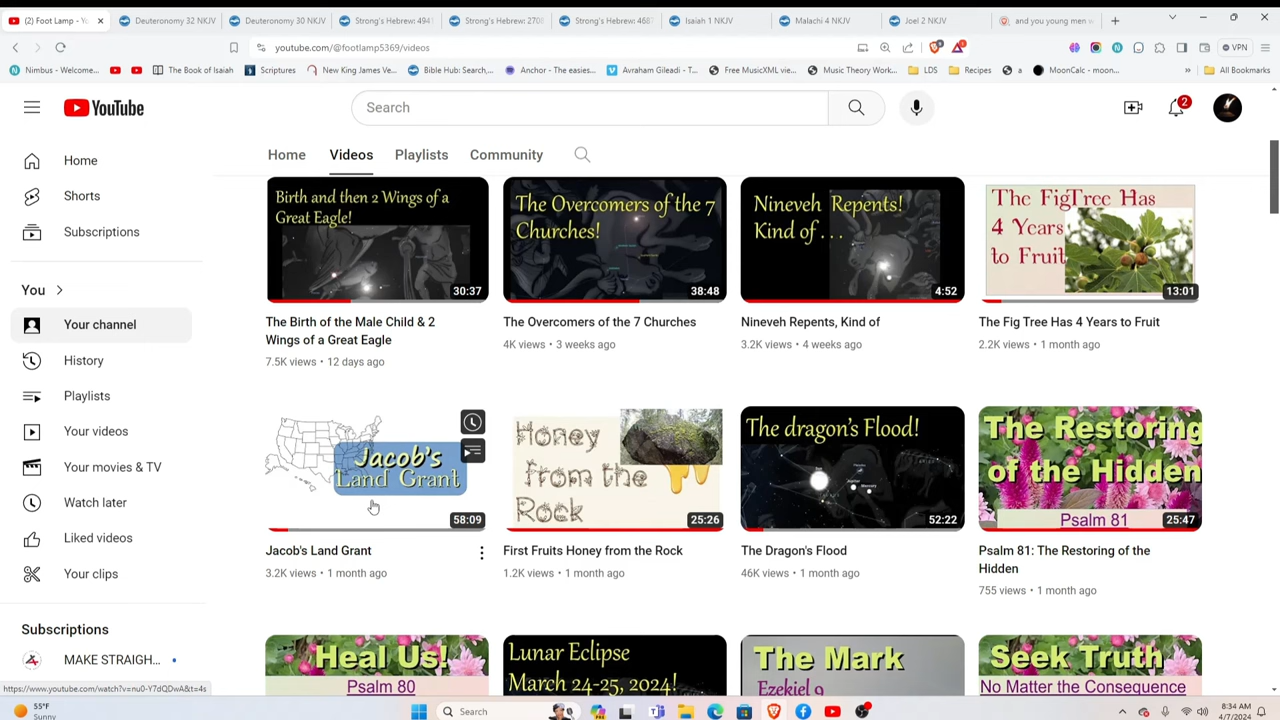 (2) Foot Lamp - Yo
Deuteronomy 32 NKJV
Deuteronomy 30 NKJV
Strong's Hebrew: 494
Strong's Hebrew: 2708
Strong's Hebrew: 468
Isaiah 1 NKJV
Malachi 4 NKJV
Joel 2 NKJV
and you young men w
youtube.com/@footlamp5369/videos
VPN
Nimbus - Welcome...
The Book of Isaiah
Scriptures
New King James Ve...
Bible Hub: Search,...
Anchor - The easies...
Avraham Gileadi - T...
Free MusicXML vie...
Music Theory Work...
LDS
Recipes
a
MoonCalc - moon...
»
All Bookmarks
YouTube
Search
2
Home
Videos
Playlists
Community
Home
Shorts
Subscriptions
You
Your channel
History
Playlists
Your videos
Your movies & TV
Watch later
Liked videos
Your clips
Subscriptions
MAKE STRAIGH...
Birth and then 2 Wings of a
Great Eagle!
30:37
The Birth of the Male Child & 2
Wings of a Great Eagle
7.5K views • 12 days ago
The Overcomers of the 7
Churches!
38:48
The Overcomers of the 7 Churches
4K views • 3 weeks ago
Nineveh Repents!
Kind of . . .
4:52
Nineveh Repents, Kind of
3.2K views • 4 weeks ago
The FigTree Has
4 Years
to Fruit
13:01
The Fig Tree Has 4 Years to Fruit
2.2K views • 1 month ago
Jacob's
Land Grant
58:09
Jacob's Land Grant
3.2K views • 1 month ago
Honey
from the
Rock
25:26
First Fruits Honey from the Rock
1.2K views • 1 month ago
The dragon's Flood!
52:22
The Dragon's Flood
46K views • 1 month ago
The Restoring
of the Hidden
Psalm 81
25:47
Psalm 81: The Restoring of the
Hidden
755 views • 1 month ago
Heal Us!
Psalm 80
Lunar Eclipse
March 24-25, 2024!
The Mark
Ezekiel 9
Seek Truth
No Matter the Consequence
https://www.youtube.com/watch?v=nu0-Y7dQDwA&t=4s
55°F
Sunny
Search
8:34 AM
4/7/2024